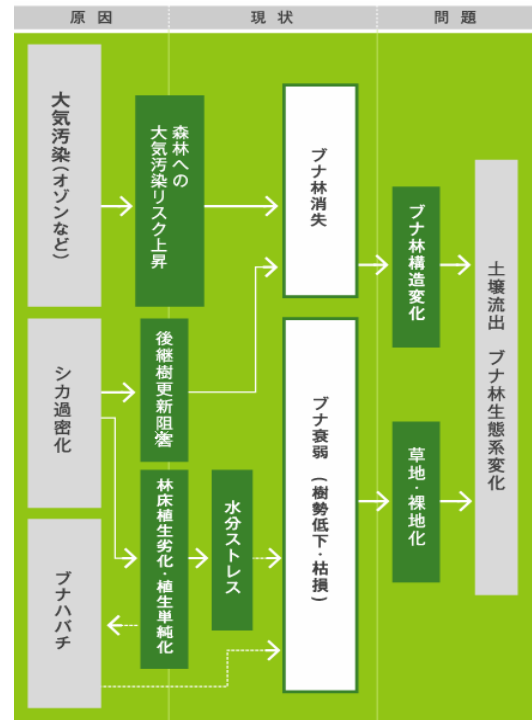 原因
現状
問題
大気汚染(オゾンなど)
森林への
大気汚染リスク上昇
ブナ林消失
ブナ林構造変化
土壌流出 ブナ林生態系変化
シカ過密化
後継樹更新阻害
ブナ衰弱 (樹勢低下・枯損)
草地・裸地化
林床植生劣化・植生単純化
水分ストレス
ブナハバチ